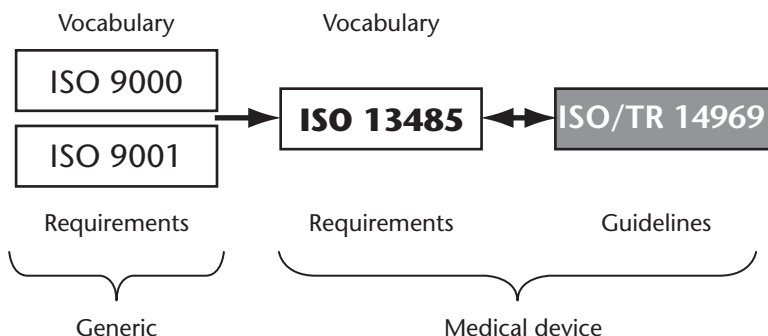 Vocabulary
Vocabulary
ISO 9000
ISO 9001
ISO 13485
ISO/TR 14969
Requirements
Requirements
Guidelines
Generic
Medical device